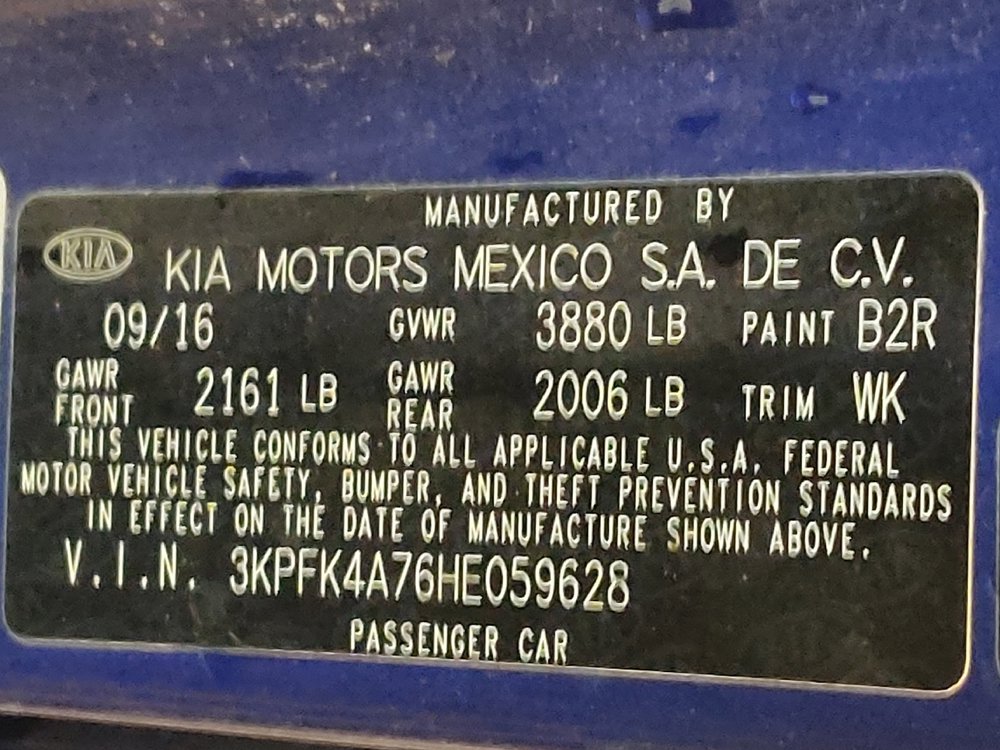 MANUFACTURED BY
KIA KIA MOTORS MEXICO S.A. DE C.V.
09/16 GVWR 3880 LB PAINT B2R
GAWR FRONT 2161 LB GAWR REAR 2006 LB TRIM WK
THIS VEHICLE CONFORMS TO ALL APPLICABLE U.S.A. FEDERAL
MOTOR VEHICLE SAFETY, BUMPER, AND THEFT PREVENTION STANDARDS
IN EFFECT ON THE DATE OF MANUFACTURE SHOWN ABOVE.
V.I.N. 3KPFK4A76HE059628
PASSENGER CAR